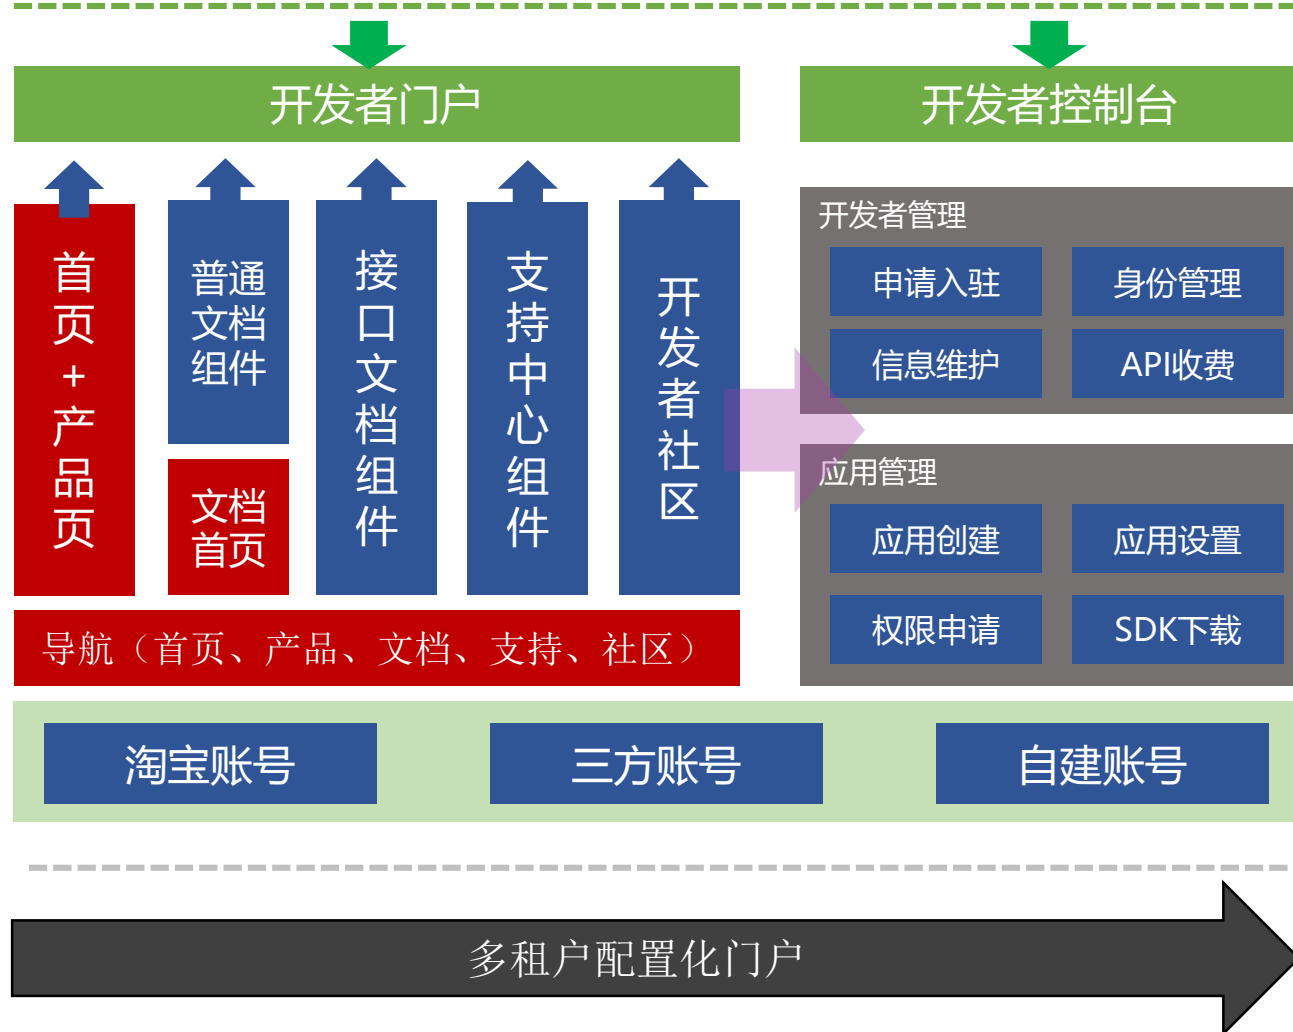 开发者门户
开发者控制台
首页+产品页
普通
文档
组件
文档
首页
接口文档组件
支持中心组件
开发者社区
导航（首页、产品、文档、支持、社区）
开发者管理
申请入驻
身份管理
信息维护
API收费
应用管理
应用创建
应用设置
权限申请
SDK下载
淘宝账号
三方账号
自建账号
多租户配置化门户